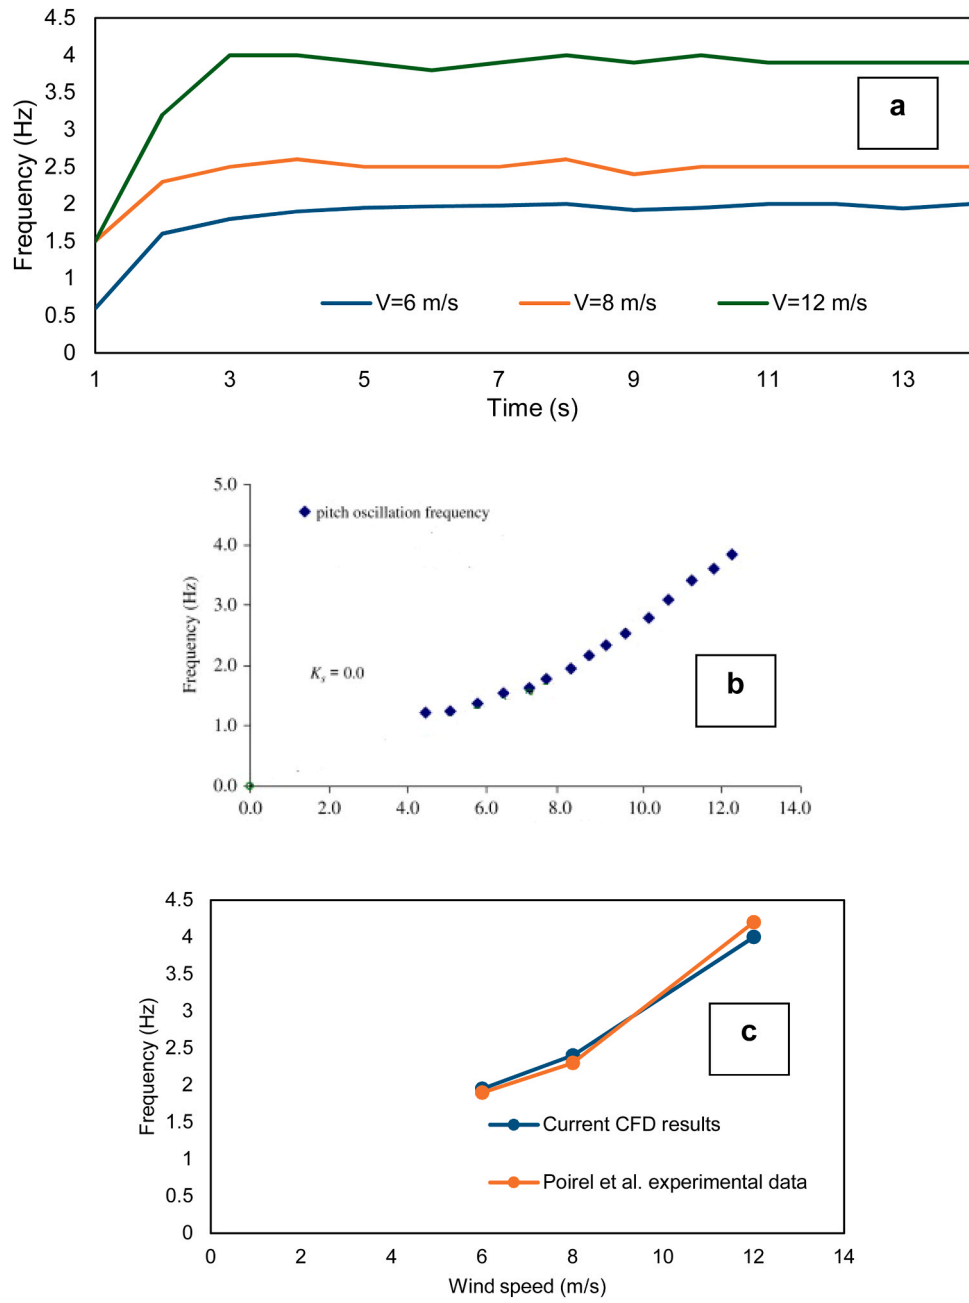 4.5
4
3.5
3
2.5
2
1.5
1
0.5
0
Frequency (Hz)
a
V=6 m/s V=8 m/s V=12 m/s
1 3 5 7 9 11 13
Time (s)
5.0
4.0
3.0
2.0
1.0
0.0
Frequency (Hz)
pitch oscillation frequency
Ks = 0.0
b
0.0 2.0 4.0 6.0 8.0 10.0 12.0 14.0
4.5
4
3.5
3
2.5
2
1.5
1
0.5
0
Frequency (Hz)
c
Current CFD results
Poirel et al. experimental data
0 2 4 6 8 10 12 14
Wind speed (m/s)